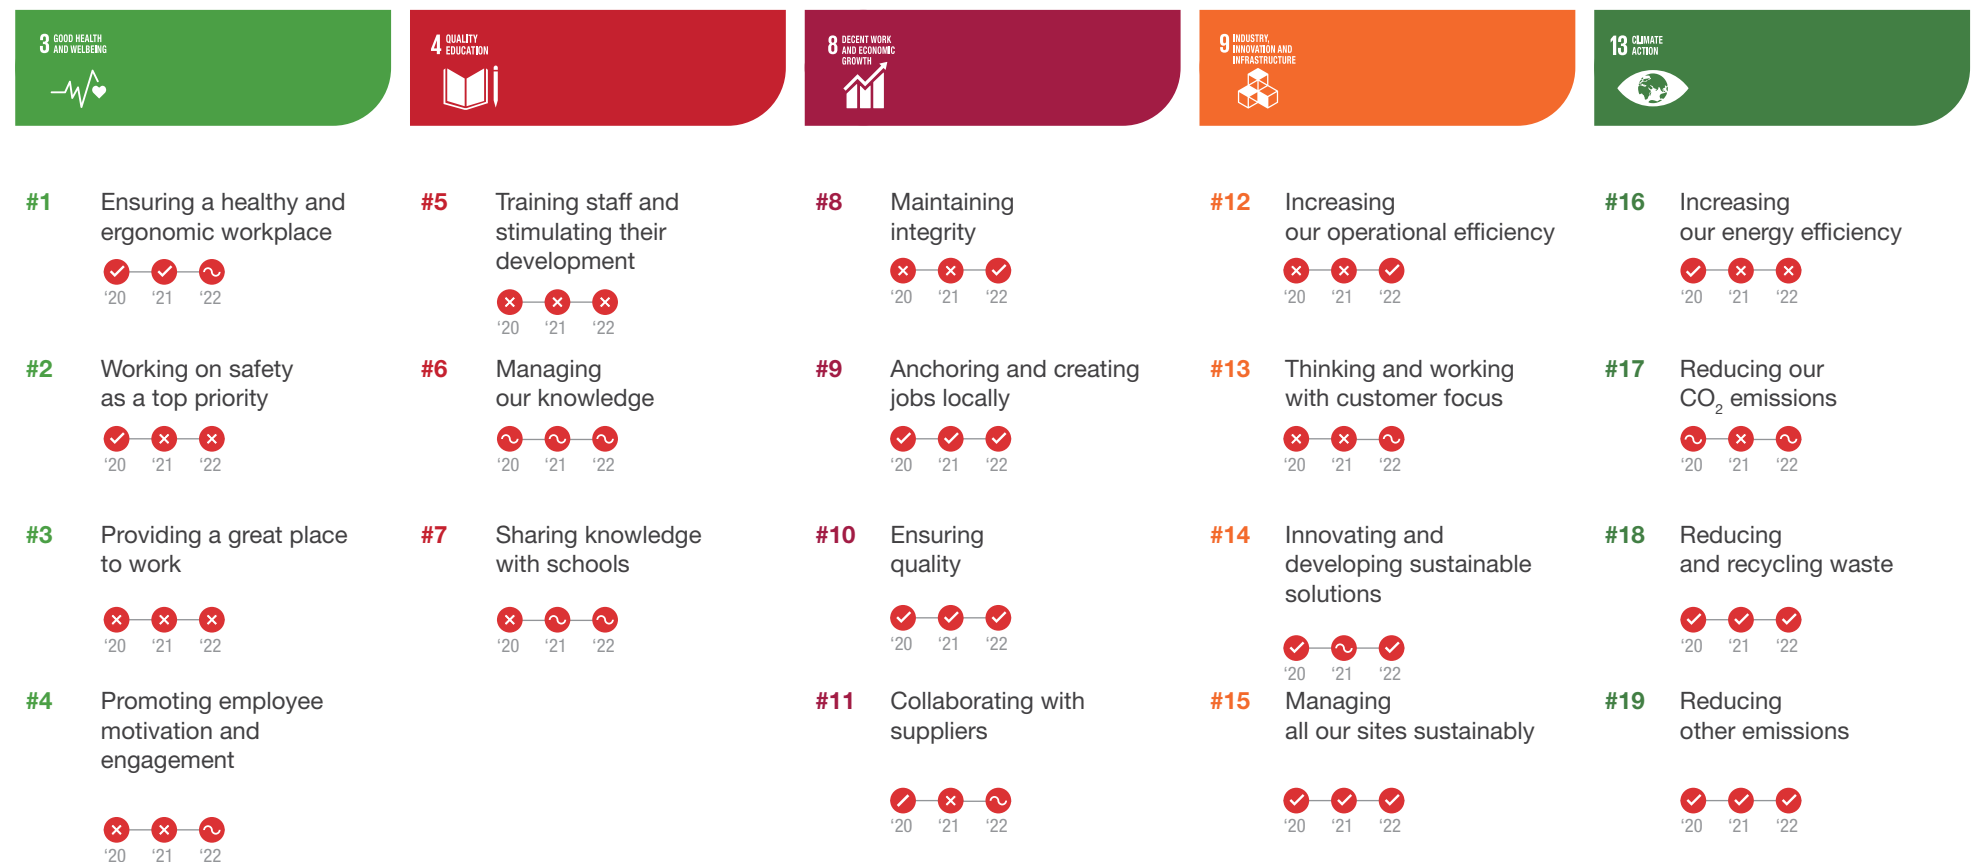 3 GOOD HEALTH
AND WELBEING
#1 Ensuring a healthy and
ergonomic workplace
‘20 ‘21 ‘22
#2 Working on safety
as a top priority
‘20 ‘21 ‘22
#3 Providing a great place
to work
‘20 ‘21 ‘22
#4 Promoting employee
motivation and
engagement
‘20 ‘21 ‘22
4 QUALITY
EDUCATION
#5 Training staff and
stimulating their
development
‘20 ‘21 ‘22
#6 Managing
our knowledge
‘20 ‘21 ‘22
#7 Sharing knowledge
with schools
‘20 ‘21 ‘22
8 DECENT WORK
AND ECONOMIC
GROWTH
#8 Maintaining
integrity
‘20 ‘21 ‘22
#9 Anchoring and creating
jobs locally
‘20 ‘21 ‘22
#10 Ensuring
quality
‘20 ‘21 ‘22
#11 Collaborating with
suppliers
‘20 ‘21 ‘22
9 INDUSTRY,
INNOVATION AND
INFRASTRUCTURE
#12 Increasing
our operational efficiency
‘20 ‘21 ‘22
#13 Thinking and working
with customer focus
‘20 ‘21 ‘22
#14 Innovating and
developing sustainable
solutions
‘20 ‘21 ‘22
#15 Managing
all our sites sustainably
‘20 ‘21 ‘22
13 CLIMATE
ACTION
#16 Increasing
our energy efficiency
‘20 ‘21 ‘22
#17 Reducing our
CO₂ emissions
‘20 ‘21 ‘22
#18 Reducing
and recycling waste
‘20 ‘21 ‘22
#19 Reducing
other emissions
‘20 ‘21 ‘22